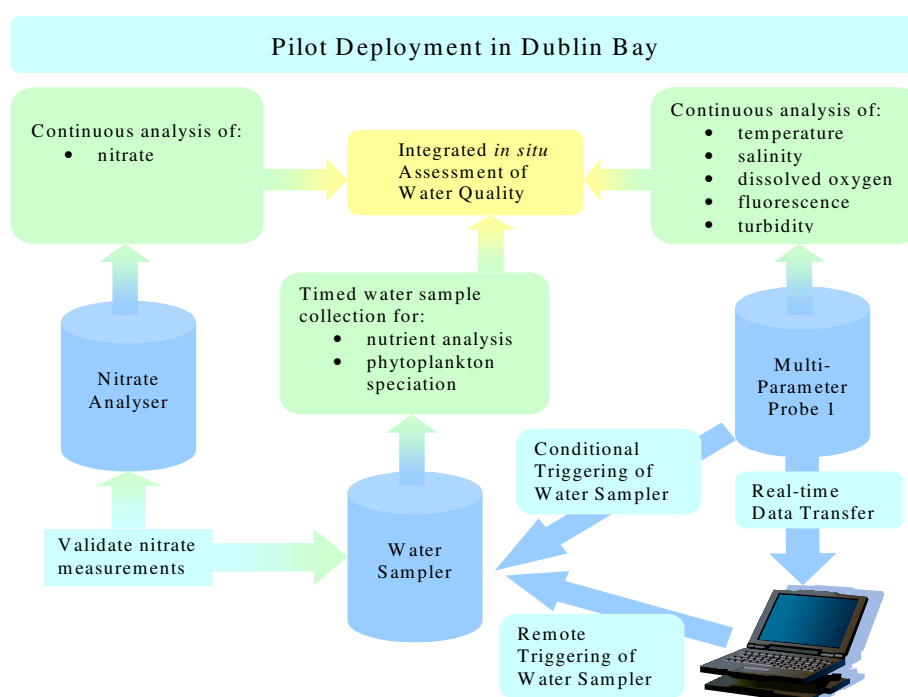 Pilot Deployment in Dublin Bay
Continuous analysis of:
• nitrate
Integrated in situ
Assessment of
Water Quality
Continuous analysis of:
• temperature
• salinity
• dissolved oxygen
• fluorescence
• turbidity
Timed water sample
collection for:
• nutrient analysis
• phytoplankton
speciation
Nitrate
Analyser
Multi-
Parameter
Probe 1
Conditional
Triggering of
Water Sampler
Real-time
Data Transfer
Validate nitrate
measurements
Water
Sampler
Remote
Triggering of
Water Sampler